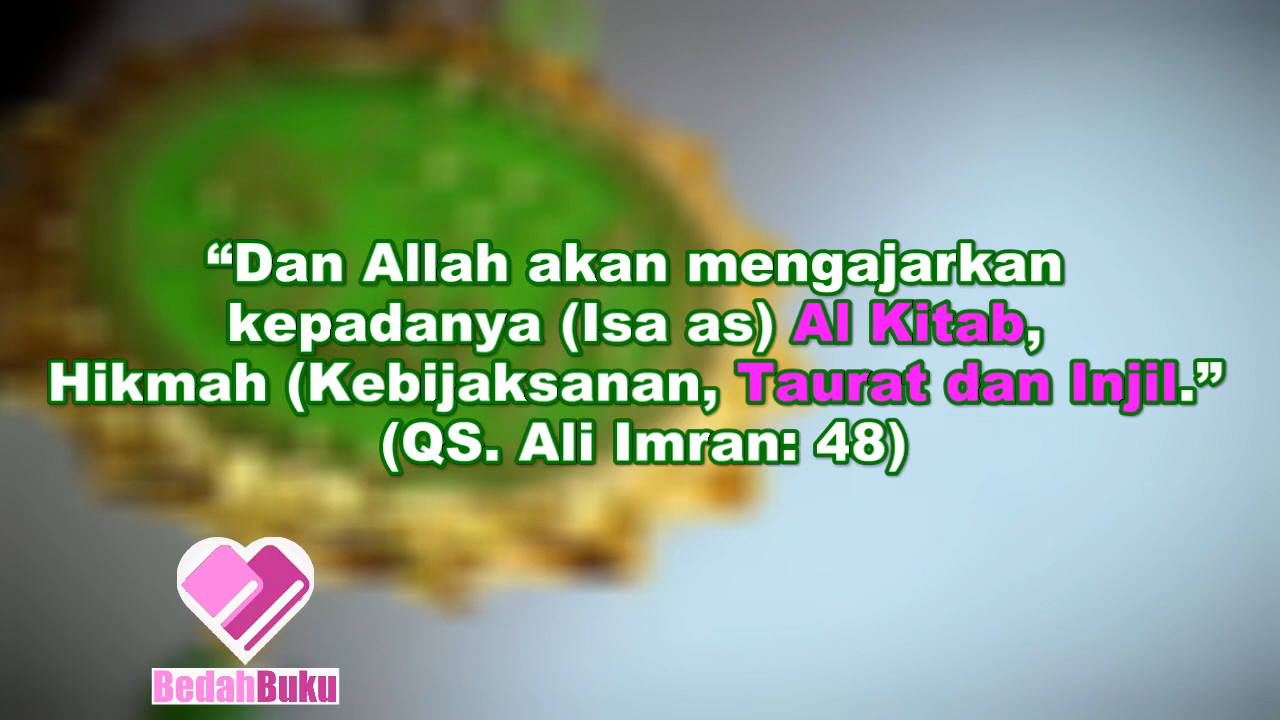 “Dan Allah akan mengajarkan
kepadanya (Isa as) Al Kitab,
Hikmah (Kebijaksanan, Taurat dan Injil.”
(QS. Ali Imran: 48)
BedahBuku